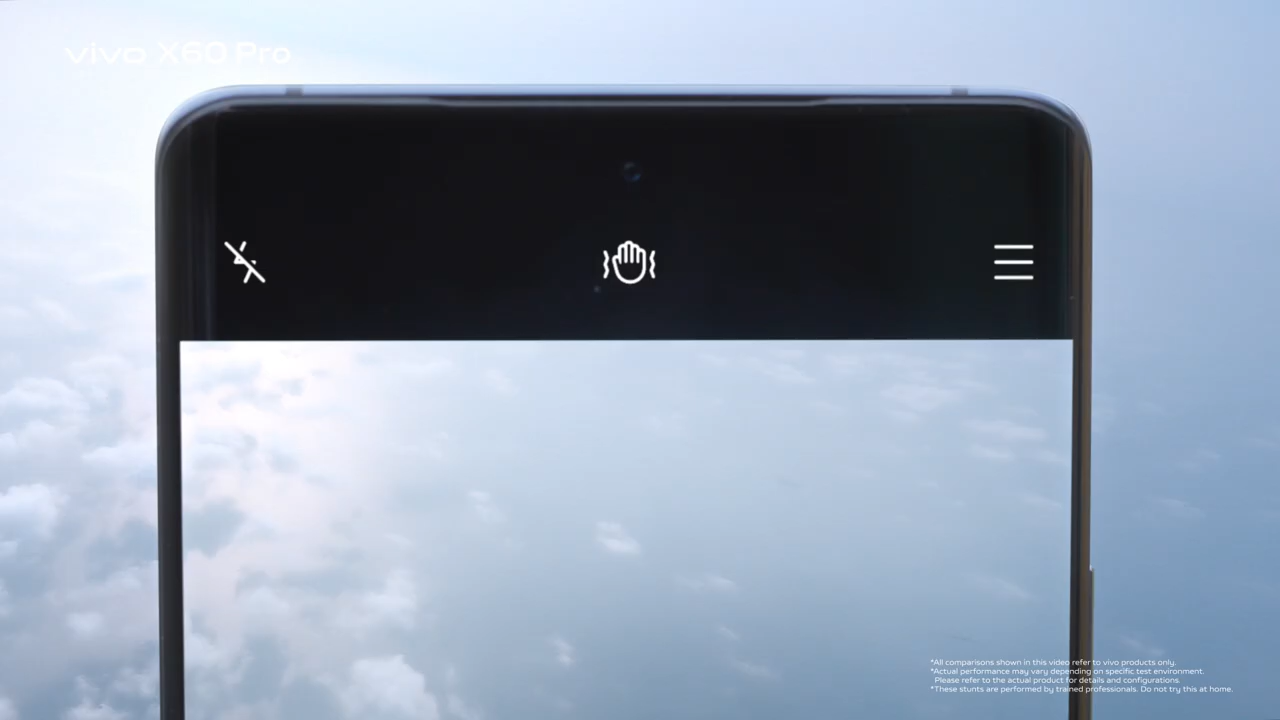 vivo X60 Pro
*All comparisons shown in this video refer to vivo products only.
*Actual performance may vary depending on specific test environment.
Please refer to the actual product for details and configurations.
*These stunts are performed by trained professionals. Do not try this at home.